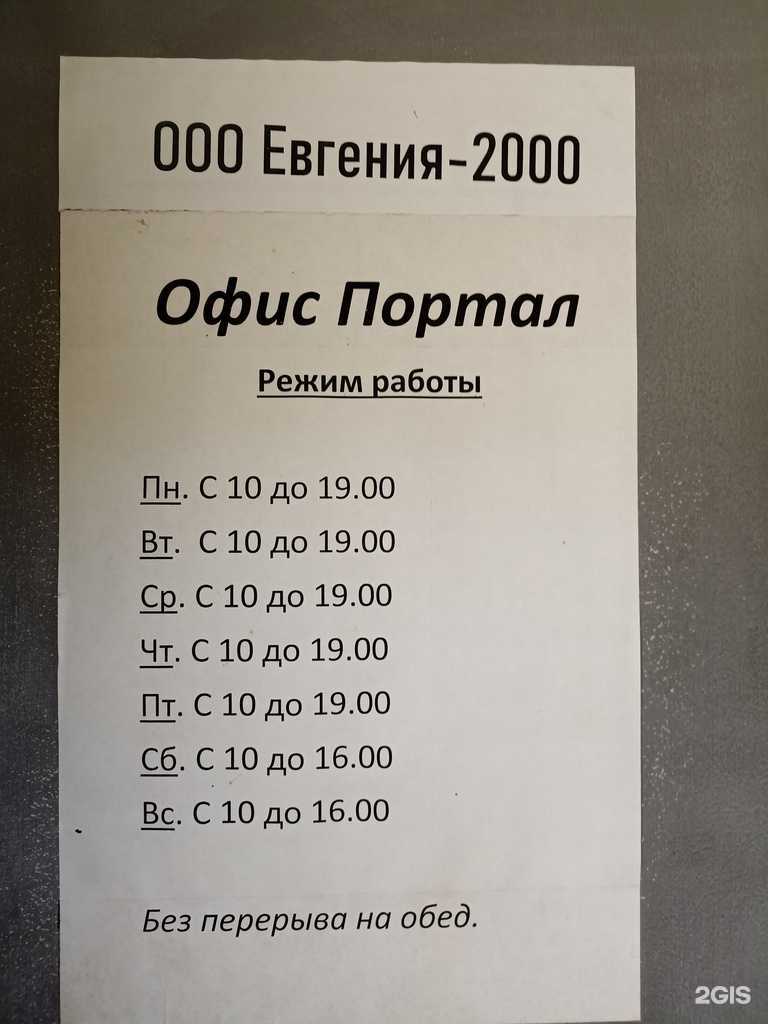 ООО Евгения-2000
Офис Портал
Режим работы
Пн. С 10 до 19.00
Вт. С 10 до 19.00
Ср. С 10 до 19.00
Чт. С 10 до 19.00
Пт. С 10 до 19.00
Сб. С 10 до 16.00
Вс. С 10 до 16.00
Без перерыва на обед.
2GIS